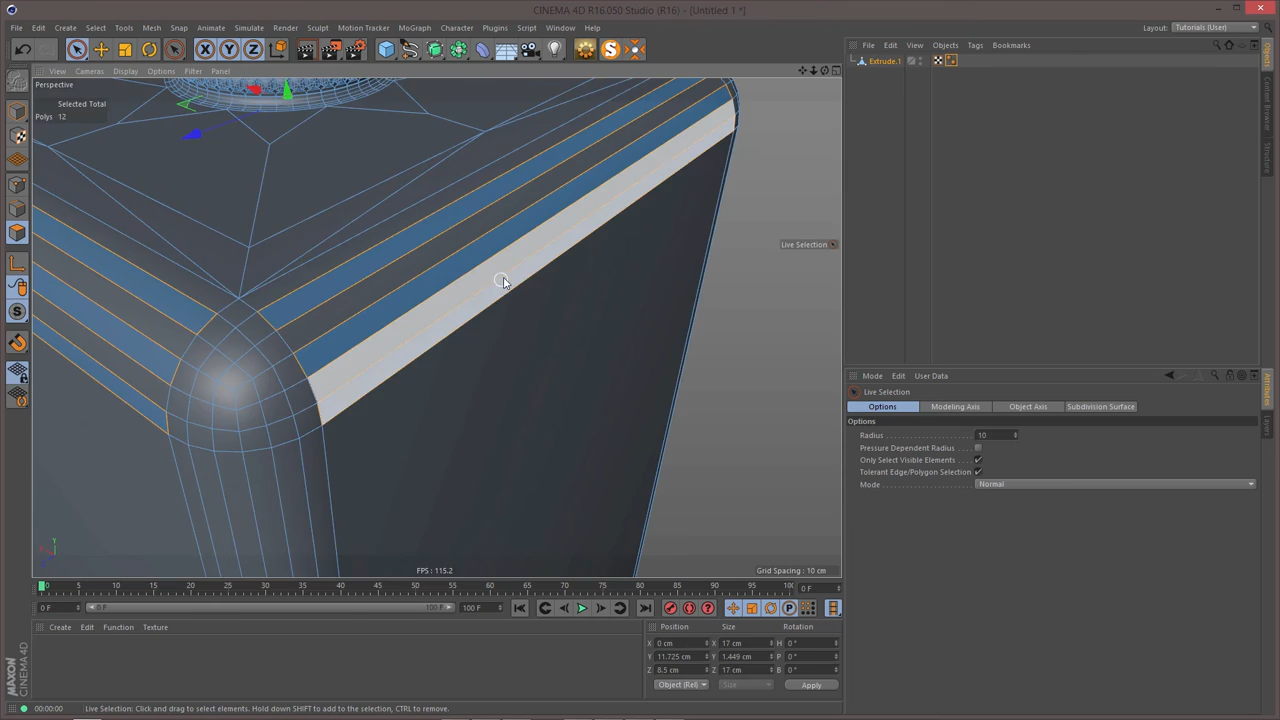 CINEMA 4D R16.050 Studio (R16) - [Untitled 1 *]
File Edit Create Select Tools Mesh Snap Animate Simulate Render Sculpt Motion Tracker MoGraph Character Plugins Script Window Help
Layout: Tutorials (User)
File Edit View Objects Tags Bookmarks
Extrude.1
View Cameras Display Options Filter Panel
Perspective
Selected Total
Polys 12
Live Selection
X Y Z
S
Objects
Content Browser
Structure
Mode Edit User Data
Live Selection
Options Modeling Axis Object Axis Subdivision Surface
Options
Radius 10
Pressure Dependent Radius
Only Select Visible Elements
Tolerant Edge/Polygon Selection
Mode Normal
Attributes
Layers
Y
FPS : 115.2
Grid Spacing : 10 cm
0 5 10 15 20 25 30 35 40 45 50 55 60 65 70 75 80 85 90 95 100
0 F
0 F 0 F 100 F 100 F
Create Edit Function Texture
Position Size Rotation
X 0 cm X 17 cm H 0 °
Y 11.725 cm Y 1.449 cm P 0 °
Z 8.5 cm Z 17 cm B 0 °
Object (Rel) Size Apply
MAXON
CINEMA 4D
00:00:00 Live Selection: Click and drag to select elements. Hold down SHIFT to add to the selection, CTRL to remove.